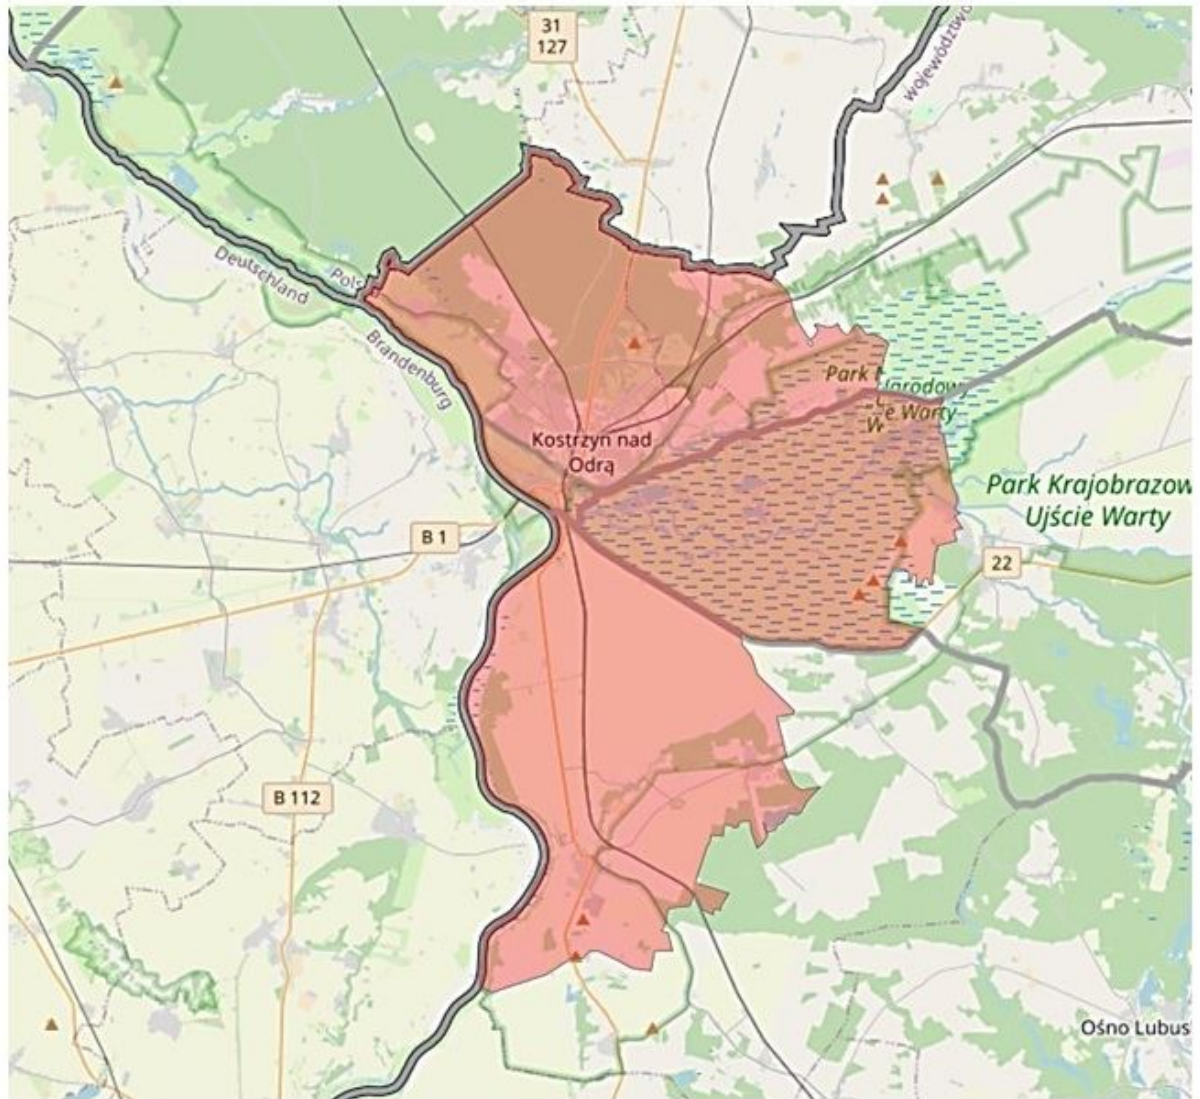 31
127
województwo
Deutschland
Pols
Brandenburg
Park Narodow
Warty
Kostrzyn nad
Odrą
Park Krajobrazow
Ujście Warty
B 1
22
B 112
Ośno Lubus